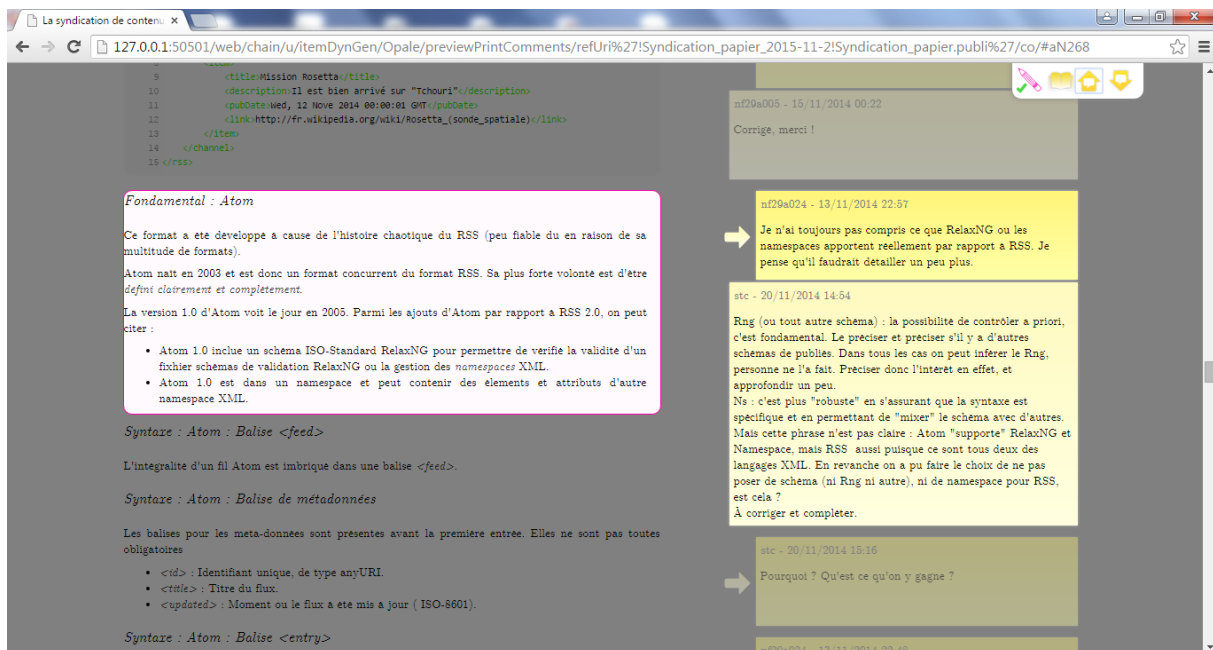 La syndication de contenu
127.0.0.1:50501/web/chain/u/itemDynGen/Opale/previewPrintComments/refUri%27!Syndication_papier_2015-11-2!Syndication_papier.publi%27/co/#aN268
8 <item>
9 <title>Mission Rosetta</title>
10 <description>Il est bien arrivé sur "Tchouri"</description>
11 <pubDate>Wed, 12 Nove 2014 00:00:01 GMT</pubDate>
12 <link>http://fr.wikipedia.org/wiki/Rosetta_(sonde_spatiale)</link>
13 </item>
14 </channel>
15 </rss>
Fondamental : Atom
Ce format a été développé à cause de l'histoire chaotique du RSS (peu fiable du en raison de sa
multitude de formats).
Atom nait en 2003 et est donc un format concurrent du format RSS. Sa plus forte volonté est d'être
défini clairement et complètement.
La version 1.0 d'Atom voit le jour en 2005. Parmi les ajouts d'Atom par rapport à RSS 2.0, on peut
citer :
• Atom 1.0 inclue un schéma ISO-Standard RelaxNG pour permettre de vérifié la validité d'un
fixhier schémas de validation RelaxNG ou la gestion des namespaces XML.
• Atom 1.0 est dans un namespace et peut contenir des élements et attributs d'autre
namespace XML.
Syntaxe : Atom : Balise <feed>
L'intégralité d'un fil Atom est imbriqué dans une balise <feed>.
Syntaxe : Atom : Balise de métadonnées
Les balises pour les meta-données sont présentes avant la première entrée. Elles ne sont pas toutes
obligatoires
• <id> : Identifiant unique, de type anyURI.
• <title> : Titre du flux.
• <updated> : Moment ou le flux a été mis à jour ( ISO-8601).
Syntaxe : Atom : Balise <entry>
nf29a005 - 15/11/2014 00:22
Corrigé, merci !
nf29a024 - 13/11/2014 22:57
Je n'ai toujours pas compris ce que RelaxNG ou les
namespaces apportent réellement par rapport à RSS. Je
pense qu'il faudrait détailler un peu plus.
stc - 20/11/2014 14:54
Rng (ou tout autre schéma) : la possibilité de contrôler a priori,
c'est fondamental. Le préciser et préciser s'il y a d'autres
schémas de publiés. Dans tous les cas on peut inférer le Rng,
personne ne l'a fait. Préciser donc l'intérêt en effet, et
approfondir un peu.
Ns : c'est plus "robuste" en s'assurant que la syntaxe est
spécifique et en permettant de "mixer" le schéma avec d'autres.
Mais cette phrase n'est pas claire : Atom "supporte" RelaxNG et
Namespace, mais RSS aussi puisque ce sont tous deux des
langages XML. En revanche on a pu faire le choix de ne pas
poser de schéma (ni Rng ni autre), ni de namespace pour RSS,
est cela ?
À corriger et compléter.
stc - 20/11/2014 15:16
Pourquoi ? Qu'est ce qu'on y gagne ?